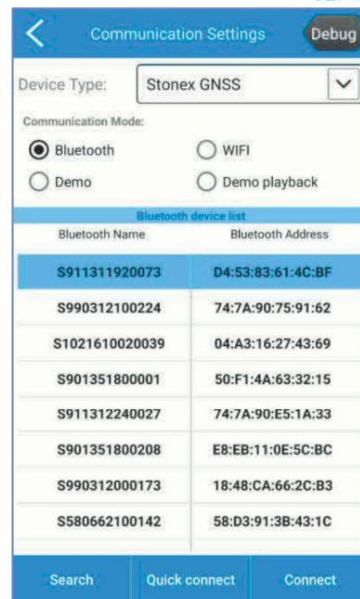 Communication Settings Debug
Device Type: Stonex GNSS
Communication Mode:
Bluetooth WIFI
Demo Demo playback
Bluetooth device list
Bluetooth Name Bluetooth Address
S911311920073 D4:53:83:61:4C:BF
S990312100224 74:7A:90:75:91:62
S1021610020039 04:A3:16:27:43:69
S901351800001 50:F1:4A:63:32:15
S911312240027 74:7A:90:E5:1A:33
S901351800208 E8:EB:11:0E:5C:BC
S990312000173 18:48:CA:66:2C:B3
S580662100142 58:D3:91:3B:43:1C
Search Quick connect Connect